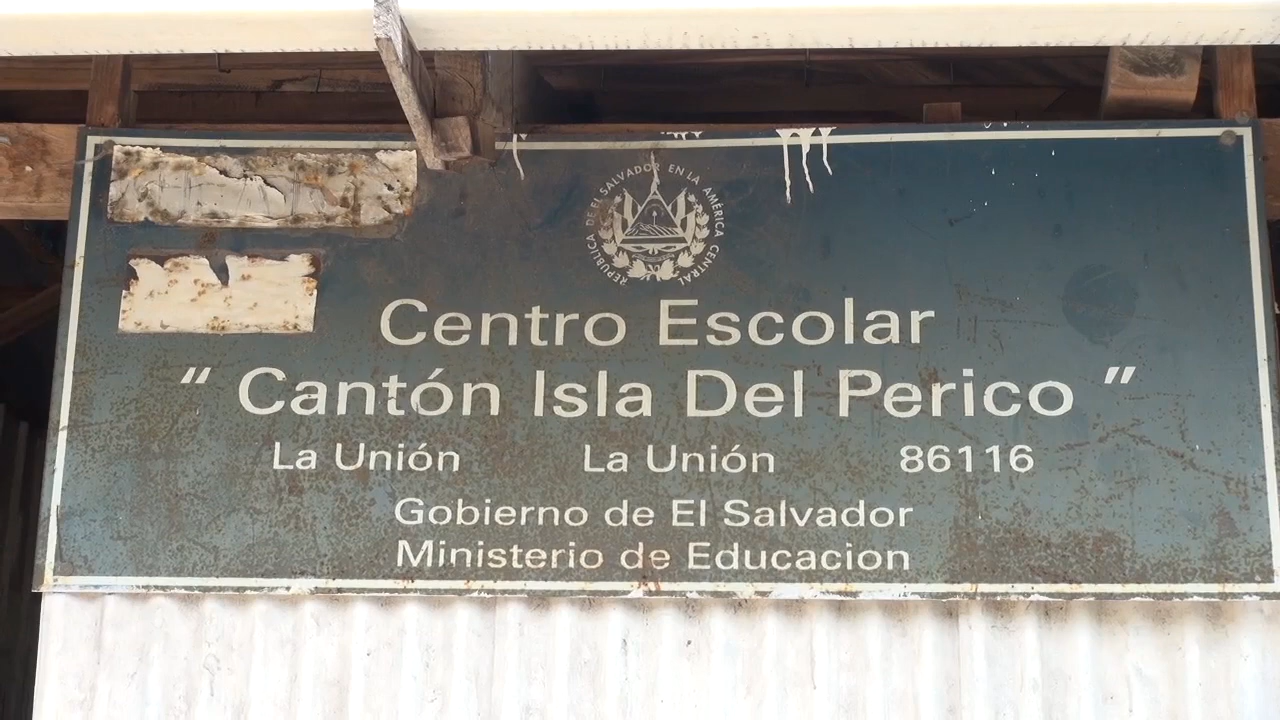 REPUBLICA DE EL SALVADOR EN LA AMÉRICA CENTRAL
Centro Escolar
“ Cantón Isla Del Perico ”
La Unión La Unión 86116
Gobierno de El Salvador
Ministerio de Educacion